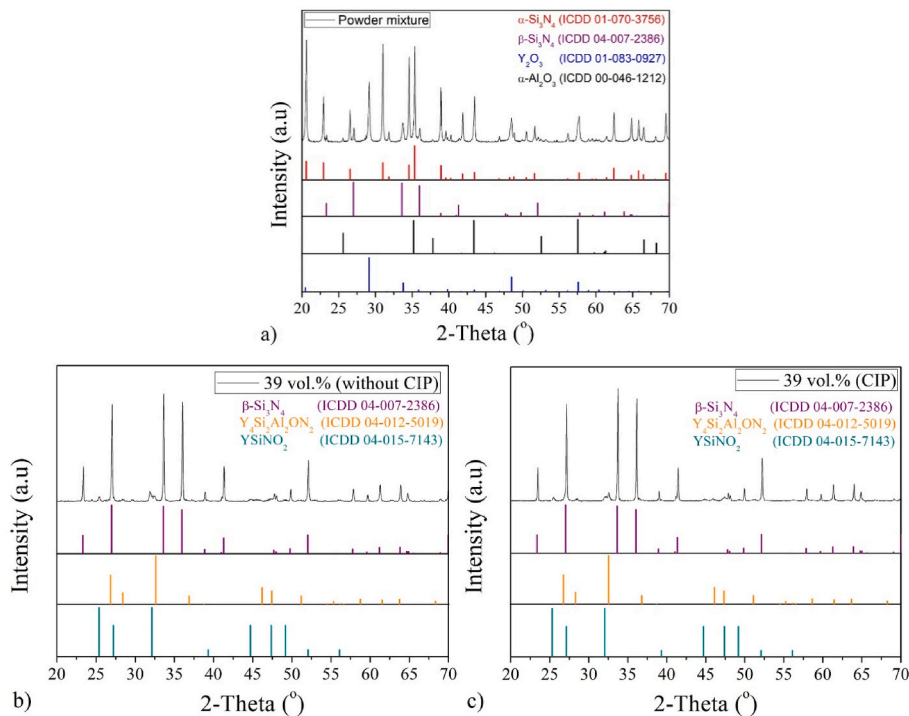 Powder mixture
α-Si₃N₄ (ICDD 01-070-3756)
β-Si₃N₄ (ICDD 04-007-2386)
Y₂O₃ (ICDD 01-083-0927)
α-Al₂O₃ (ICDD 00-046-1212)
Intensity (a.u)
20 25 30 35 40 45 50 55 60 65 70
2-Theta (°)
a)
39 vol.% (without CIP)
β-Si₃N₄ (ICDD 04-007-2386)
Y₄Si₂Al₂ON₂ (ICDD 04-012-5019)
YSiNO₂ (ICDD 04-015-7143)
Intensity (a.u)
20 25 30 35 40 45 50 55 60 65 70
2-Theta (°)
b)
39 vol.% (CIP)
β-Si₃N₄ (ICDD 04-007-2386)
Y₄Si₂Al₂ON₂ (ICDD 04-012-5019)
YSiNO₂ (ICDD 04-015-7143)
Intensity (a.u)
20 25 30 35 40 45 50 55 60 65 70
2-Theta (°)
c)